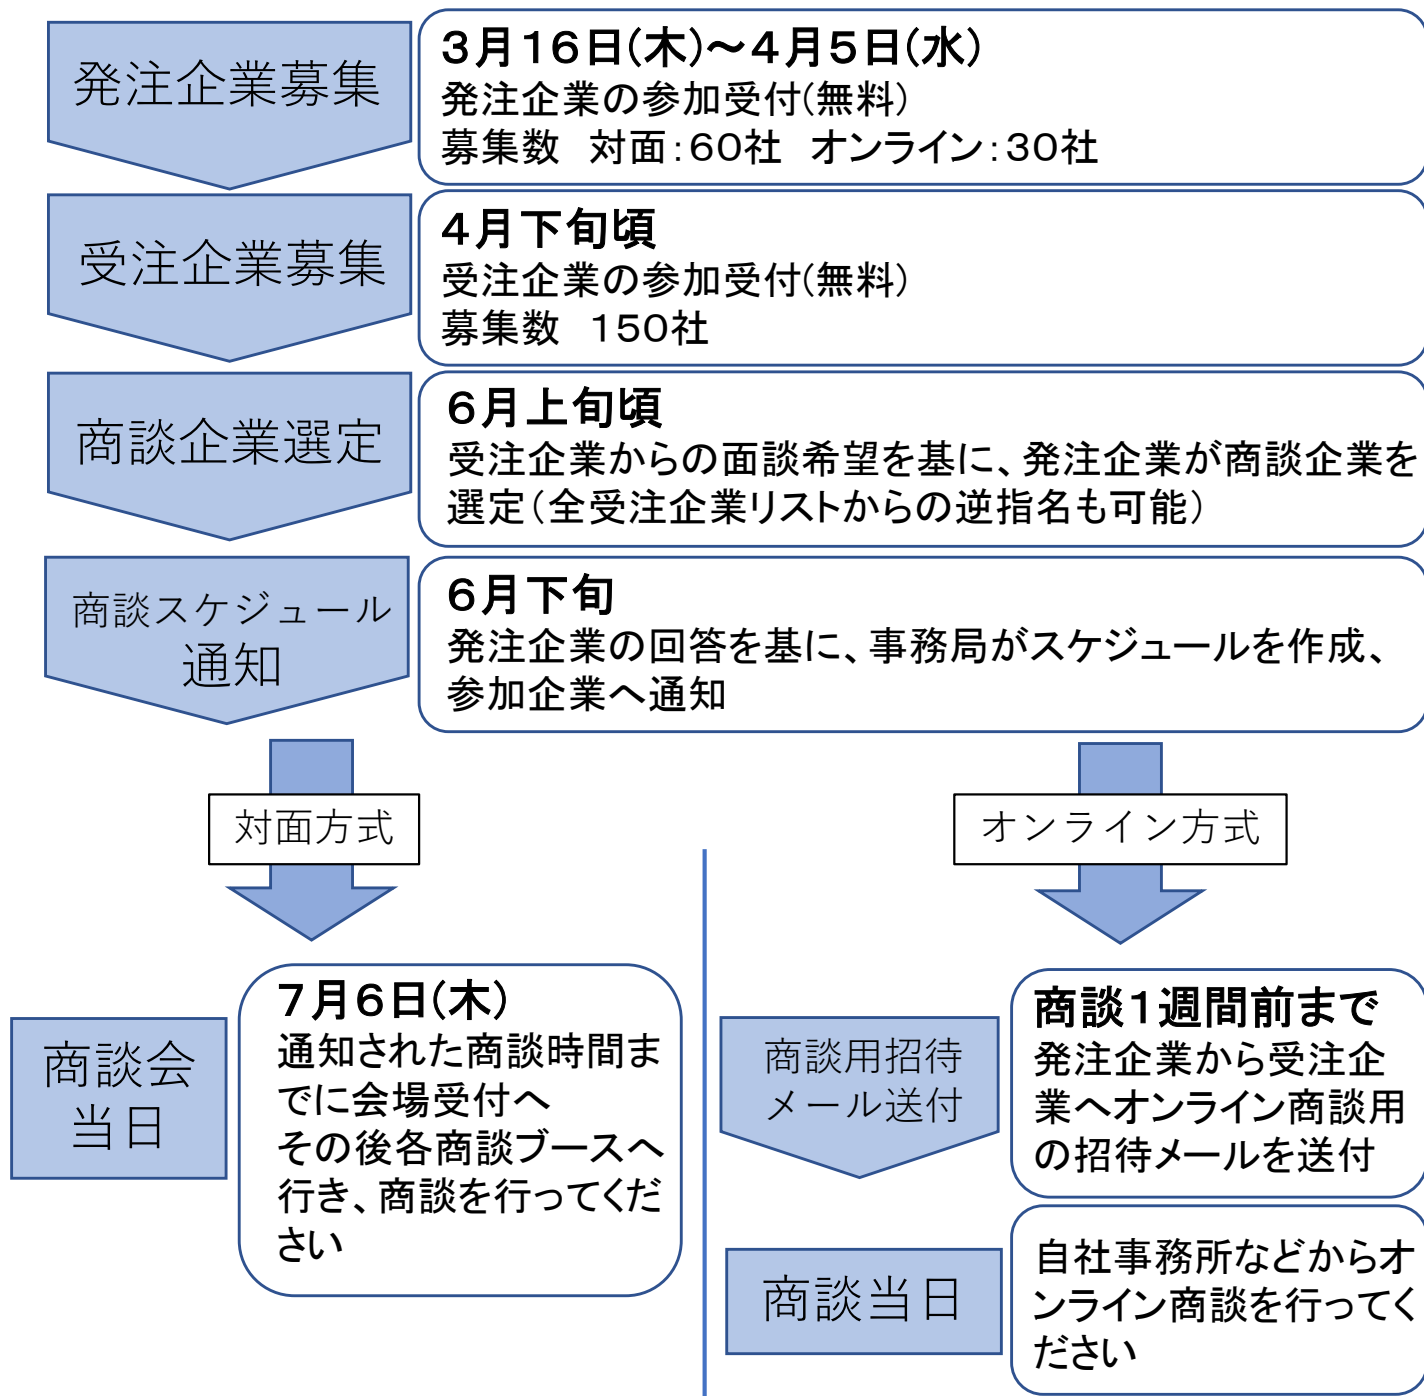 発注企業募集
３月１６日(木)～４月５日(水)
発注企業の参加受付(無料)
募集数　対面：６０社　オンライン：３０社
受注企業募集
４月下旬頃
受注企業の参加受付(無料)
募集数　１５０社
商談企業選定
６月上旬頃
受注企業からの面談希望を基に、発注企業が商談企業を
選定（全受注企業リストからの逆指名も可能）
商談スケジュール
通知
６月下旬
発注企業の回答を基に、事務局がスケジュールを作成、
参加企業へ通知
対面方式
オンライン方式
商談会
当日
７月６日(木)
通知された商談時間ま
でに会場受付へ
その後各商談ブースへ
行き、商談を行ってくだ
さい
商談用招待
メール送付
商談１週間前まで
発注企業から受注企
業へオンライン商談用
の招待メールを送付
商談当日
自社事務所などからオ
ンライン商談を行ってく
ださい